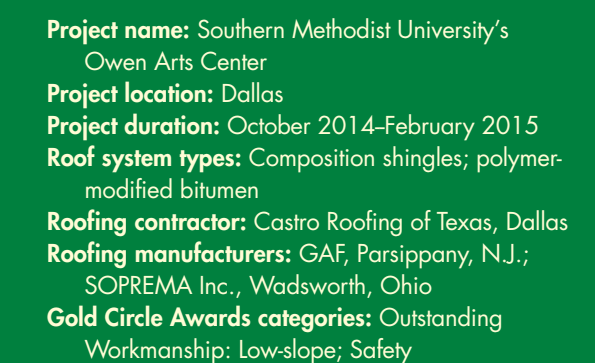 Project name: Southern Methodist University’s
Owen Arts Center
Project location: Dallas
Project duration: October 2014–February 2015
Roof system types: Composition shingles; polymer-
modified bitumen
Roofing contractor: Castro Roofing of Texas, Dallas
Roofing manufacturers: GAF, Parsippany, N.J.;
SOPREMA Inc., Wadsworth, Ohio
Gold Circle Awards categories: Outstanding
Workmanship: Low-slope; Safety